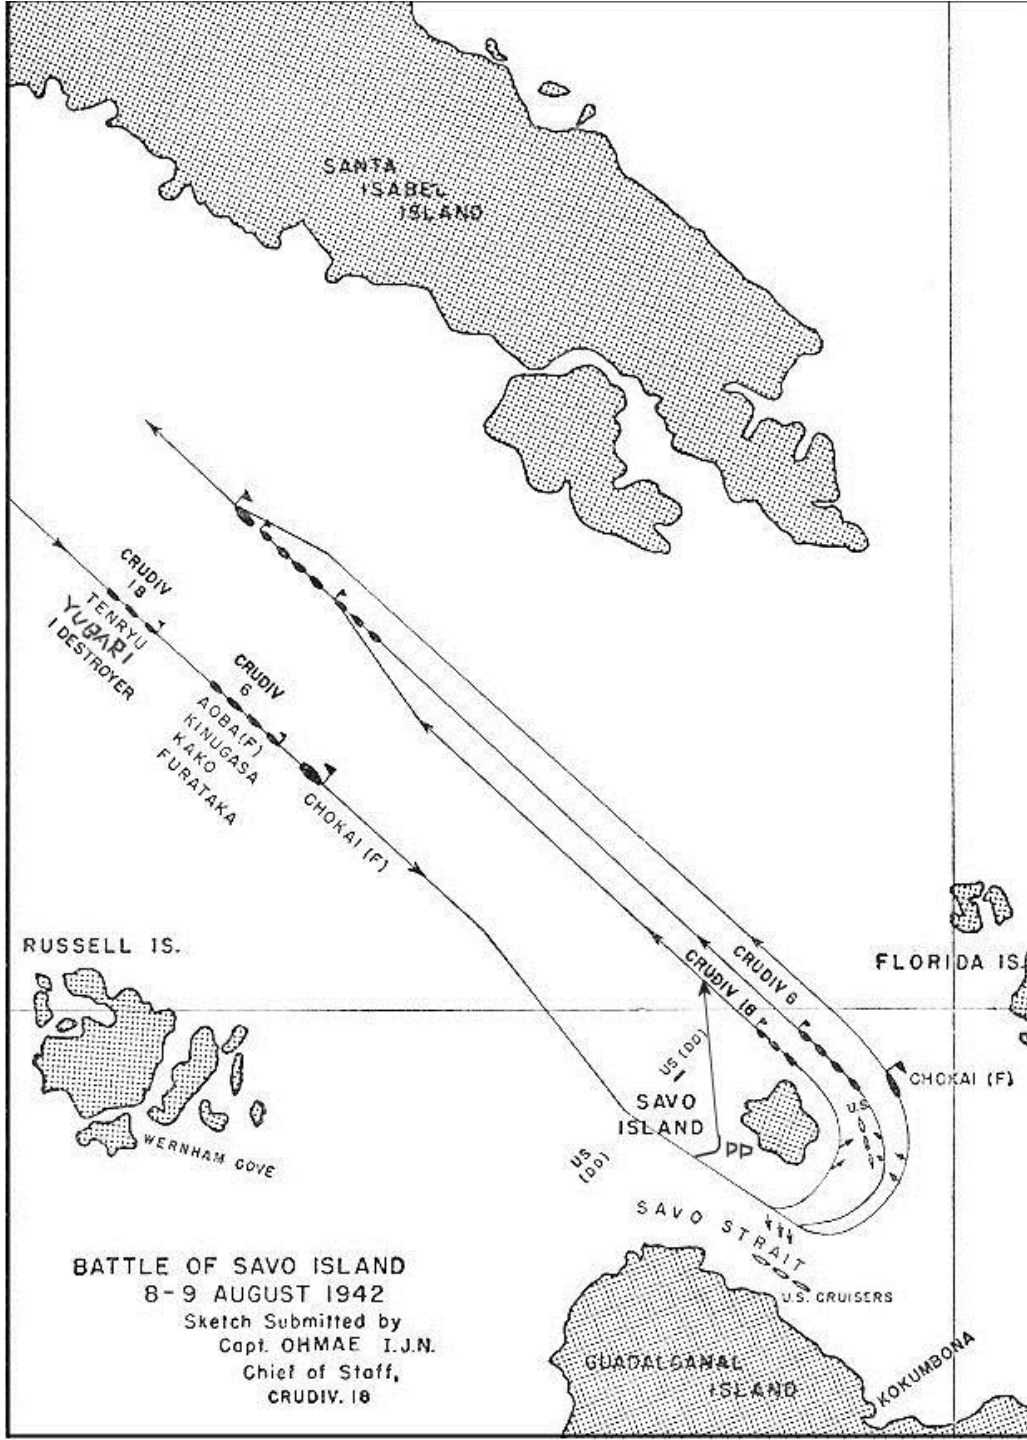 SANTA
ISABEL
ISLAND
CRUDIV
18
TENRYU
YUBARI
1 DESTROYER
CRUDIV
6
AOBA(F)
KINUGASA
KAKO
FURATAKA
CHOKAI (F)
RUSSELL IS.
WERNHAM COVE
FLORIDA IS.
CRUDIV 6
CRUDIV 18
US (DD)
CHOKAI (F)
U.S.
SAVO
ISLAND
PP
US
(DD)
SAVO STRAIT
U.S. CRUISERS
BATTLE OF SAVO ISLAND
8-9 AUGUST 1942
Sketch Submitted by
Capt. OHMAE I.J.N.
Chief of Staff,
CRUDIV. 18
GUADALCANAL
ISLAND
KOKUMBONA